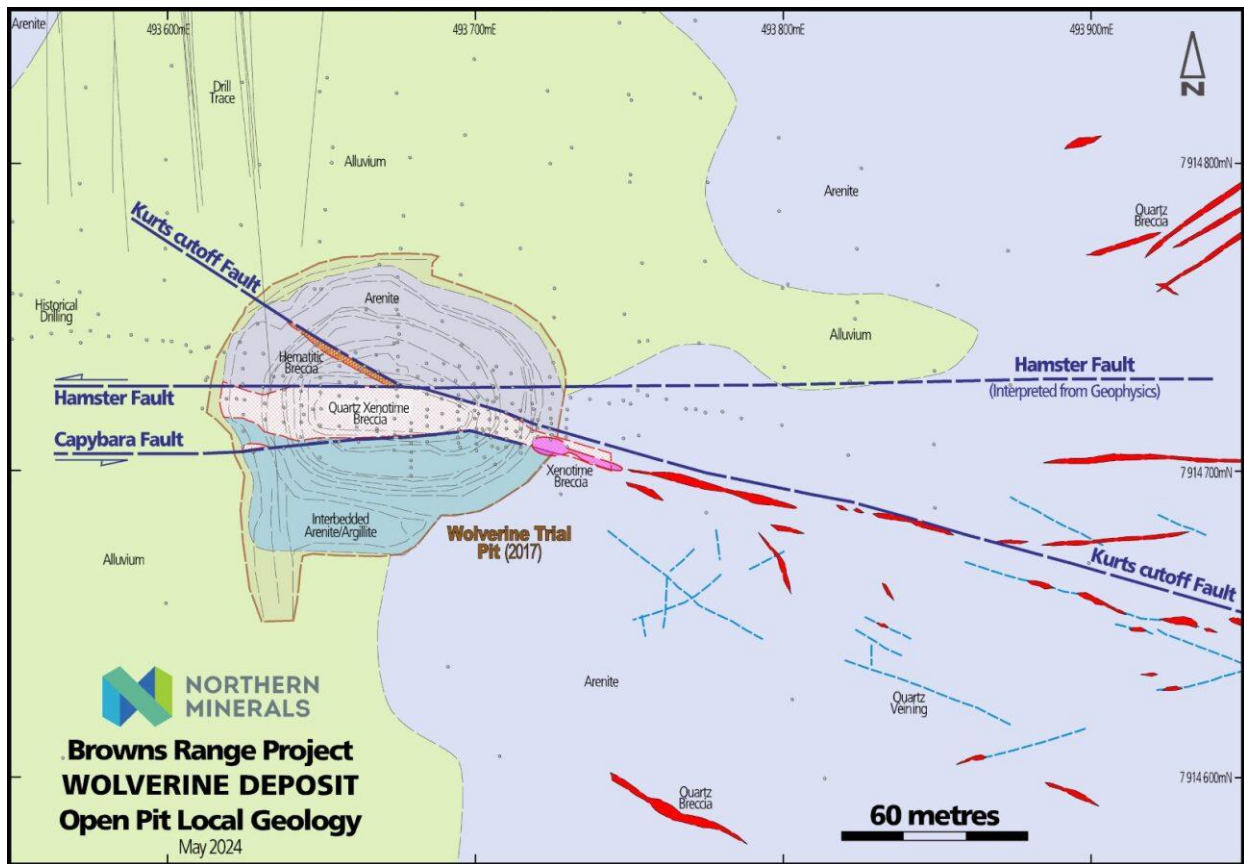 Arenite
493 600mE
493 700mE
493 800mE
493 900mE
N
Drill
Trace
Alluvium
7 914 800mN
Arenite
Quartz
Breccia
Kurts cutoff Fault
Arenite
Historical
Drilling
Alluvium
Hematitic
Breccia
Hamster Fault
Hamster Fault
(Interpreted from Geophysics)
Quartz Xenotime
Breccia
Capybara Fault
7 914 700mN
Xenotime
Breccia
Interbedded
Arenite/Argillite
Wolverine Trial
Pit (2017)
Alluvium
Kurts cutoff Fault
Arenite
Quartz
Veining
NORTHERN
MINERALS
Browns Range Project
WOLVERINE DEPOSIT
Open Pit Local Geology
May 2024
Quartz
Breccia
7 914 600mN
60 metres